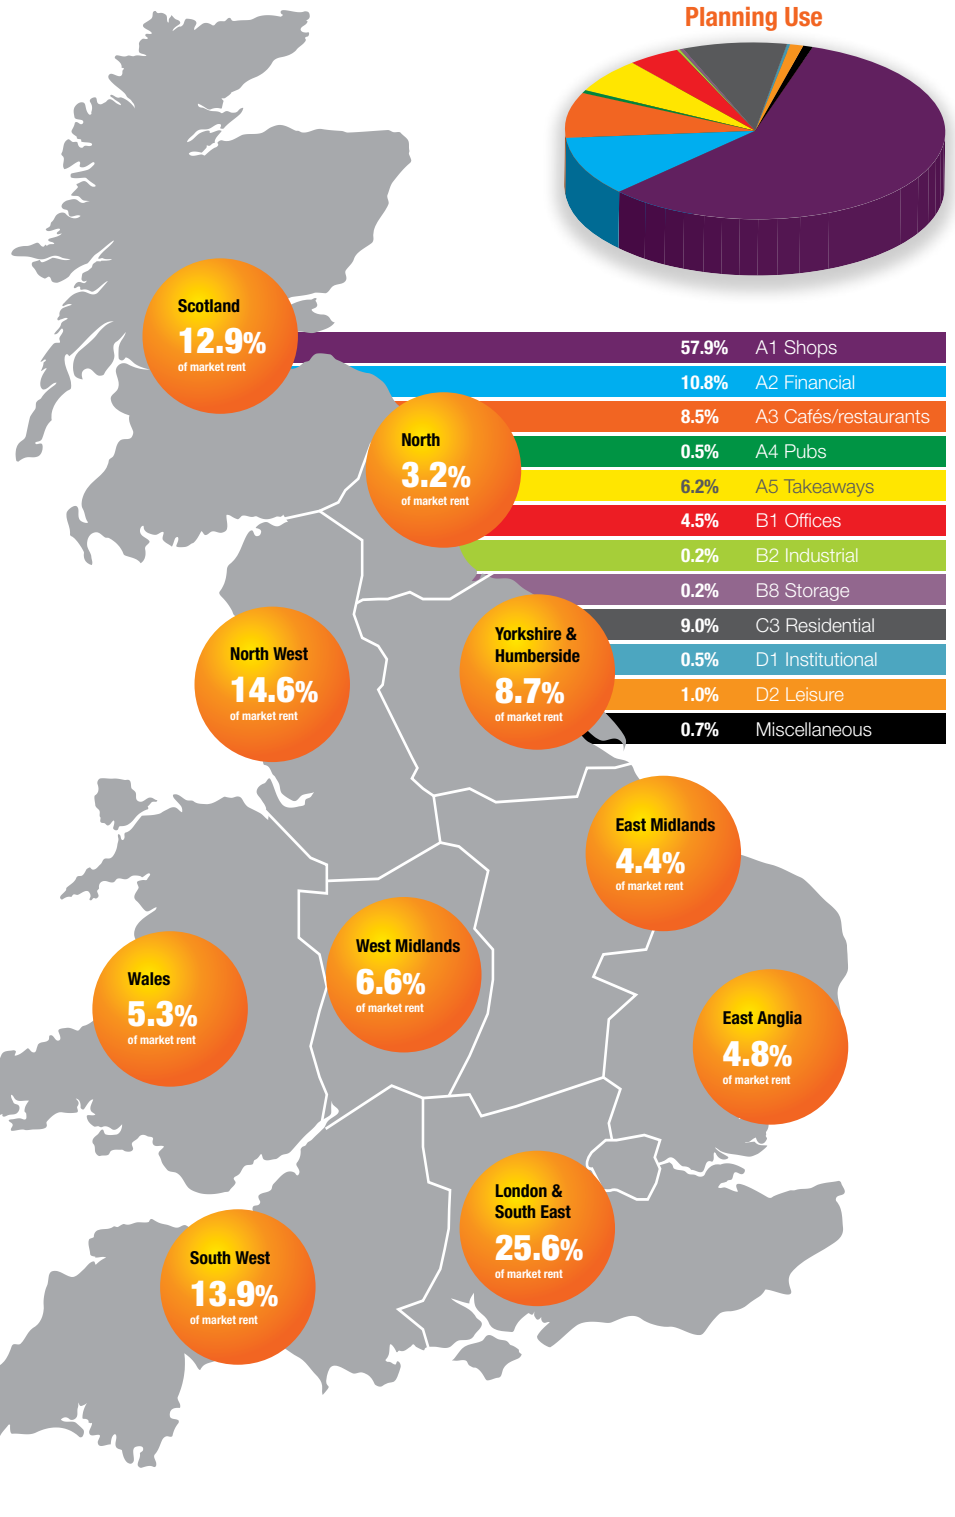 Planning Use
Scotland
12.9%
of market rent
57.9% A1 Shops
10.8% A2 Financial
8.5% A3 Cafés/restaurants
0.5% A4 Pubs
6.2% A5 Takeaways
4.5% B1 Offices
0.2% B2 Industrial
0.2% B8 Storage
9.0% C3 Residential
0.5% D1 Institutional
1.0% D2 Leisure
0.7% Miscellaneous
North
3.2%
of market rent
North West
14.6%
of market rent
Yorkshire &
Humberside
8.7%
of market rent
East Midlands
4.4%
of market rent
West Midlands
6.6%
of market rent
Wales
5.3%
of market rent
East Anglia
4.8%
of market rent
London &
South East
25.6%
of market rent
South West
13.9%
of market rent